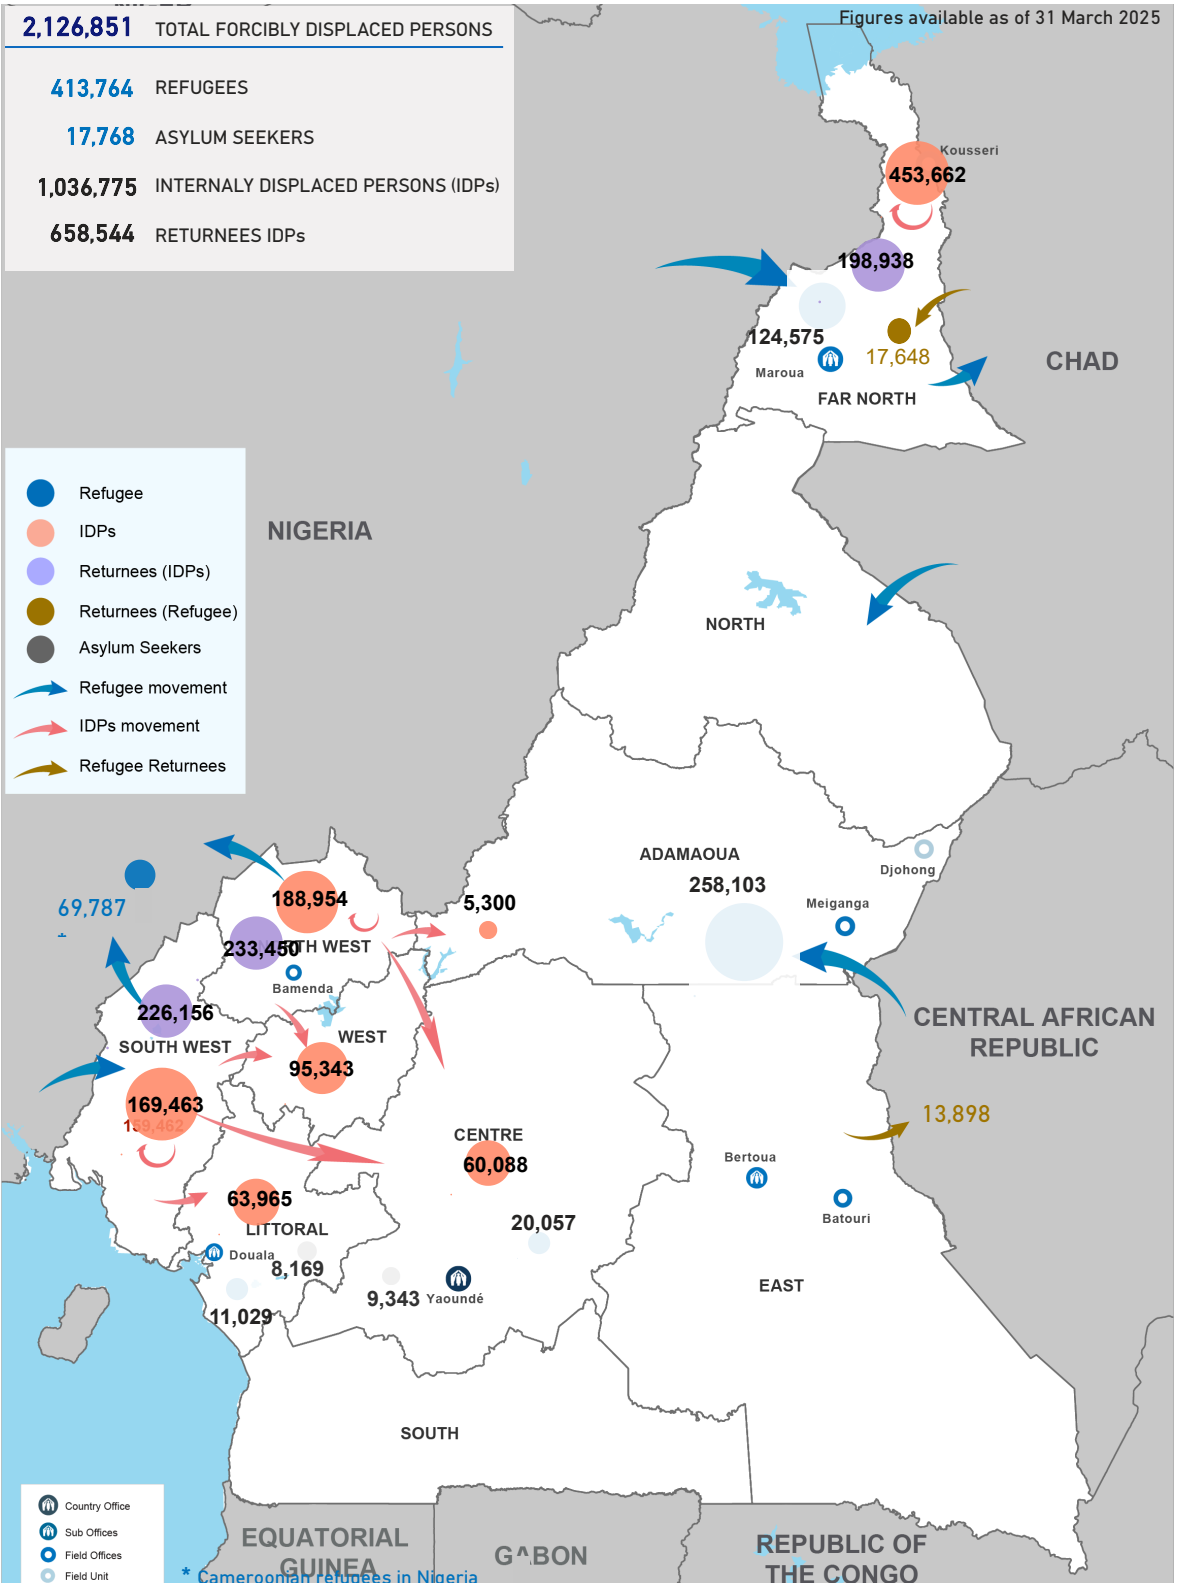 2,126,851 TOTAL FORCIBLY DISPLACED PERSONS
413,764 REFUGEES
17,768 ASYLUM SEEKERS
1,036,775 INTERNALY DISPLACED PERSONS (IDPs)
658,544 RETURNEES IDPs
Figures available as of 31 March 2025
Kousseri
453,662
198,938
124,575
17,648
Maroua
FAR NORTH
CHAD
Refugee
IDPs
Returnees (IDPs)
Returnees (Refugee)
Asylum Seekers
Refugee movement
IDPs movement
Refugee Returnees
NIGERIA
NORTH
ADAMAOUA
258,103
Djohong
Meiganga
69,787
*
188,954
5,300
233,450
NORTH WEST
Bamenda
226,156
SOUTH WEST
WEST
95,343
169,463
159,462
CENTRAL AFRICAN
REPUBLIC
13,898
CENTRE
60,088
Bertoua
Batouri
63,965
LITTORAL
20,057
Douala
8,169
9,343 Yaoundé
11,029
EAST
SOUTH
Country Office
Sub Offices
Field Offices
Field Unit
EQUATORIAL
GUINEA
GABON
REPUBLIC OF
THE CONGO
* Cameroonian refugees in Nigeria